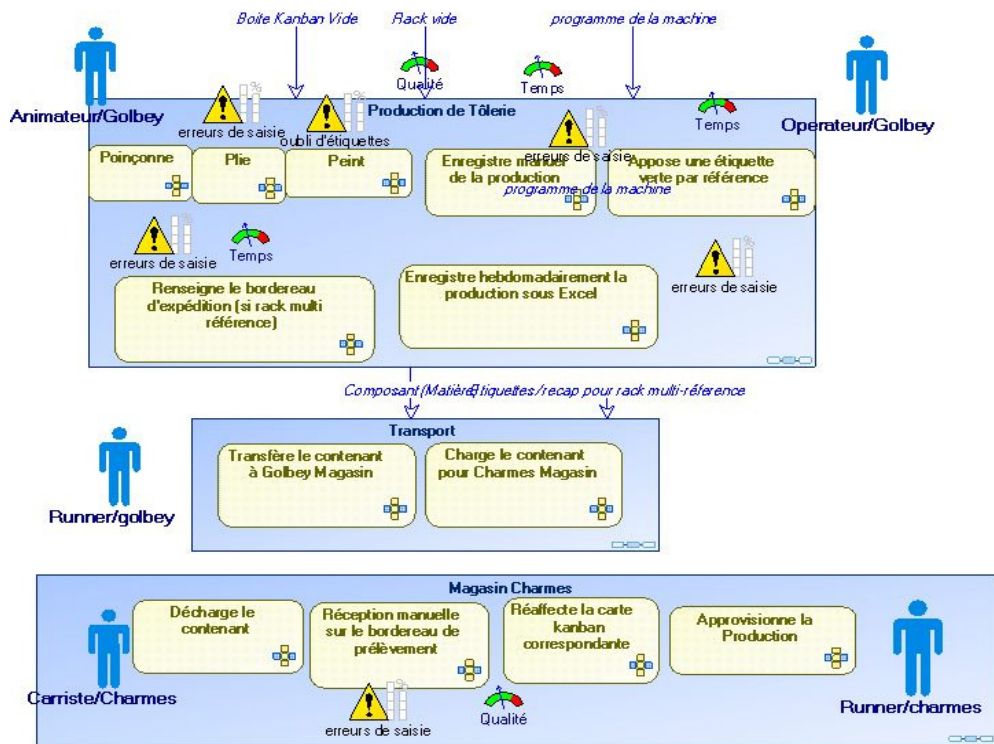 Boite Kanban Vide
Rack vide
programme de la machine
Qualité
Temps
Animateur/Golbey
Operateur/Golbey
Production de Tôlerie
erreurs de saisie
oubli d'étiquettes
erreurs de saisie
Temps
Poinçonne
Plie
Peint
Enregistre manuel
de la production
programme de la machine
Appose une étiquette
verte par référence
erreurs de saisie
Temps
erreurs de saisie
Renseigne le bordereau
d'expédition (si rack multi
référence)
Enregistre hebdomadairement la
production sous Excel
Composant (Matière)
Etiquettes/recap pour rack multi-réference
Transport
Transfère le contenant
à Golbey Magasin
Charge le contenant
pour Charmes Magasin
Runner/golbey
Magasin Charmes
Décharge le
contenant
Réception manuelle
sur le bordereau de
prélèvement
Réaffecte la carte
kanban
correspondante
Approvisionne la
Production
Carriste/Charmes
erreurs de saisie
Qualité
Runner/charmes